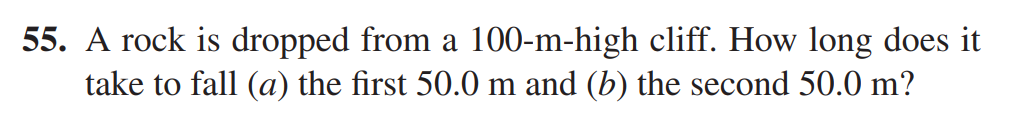 55. A rock is dropped from a 100-m-high cliff. How long does it
take to fall (a) the first 50.0 m and (b) the second 50.0 m?